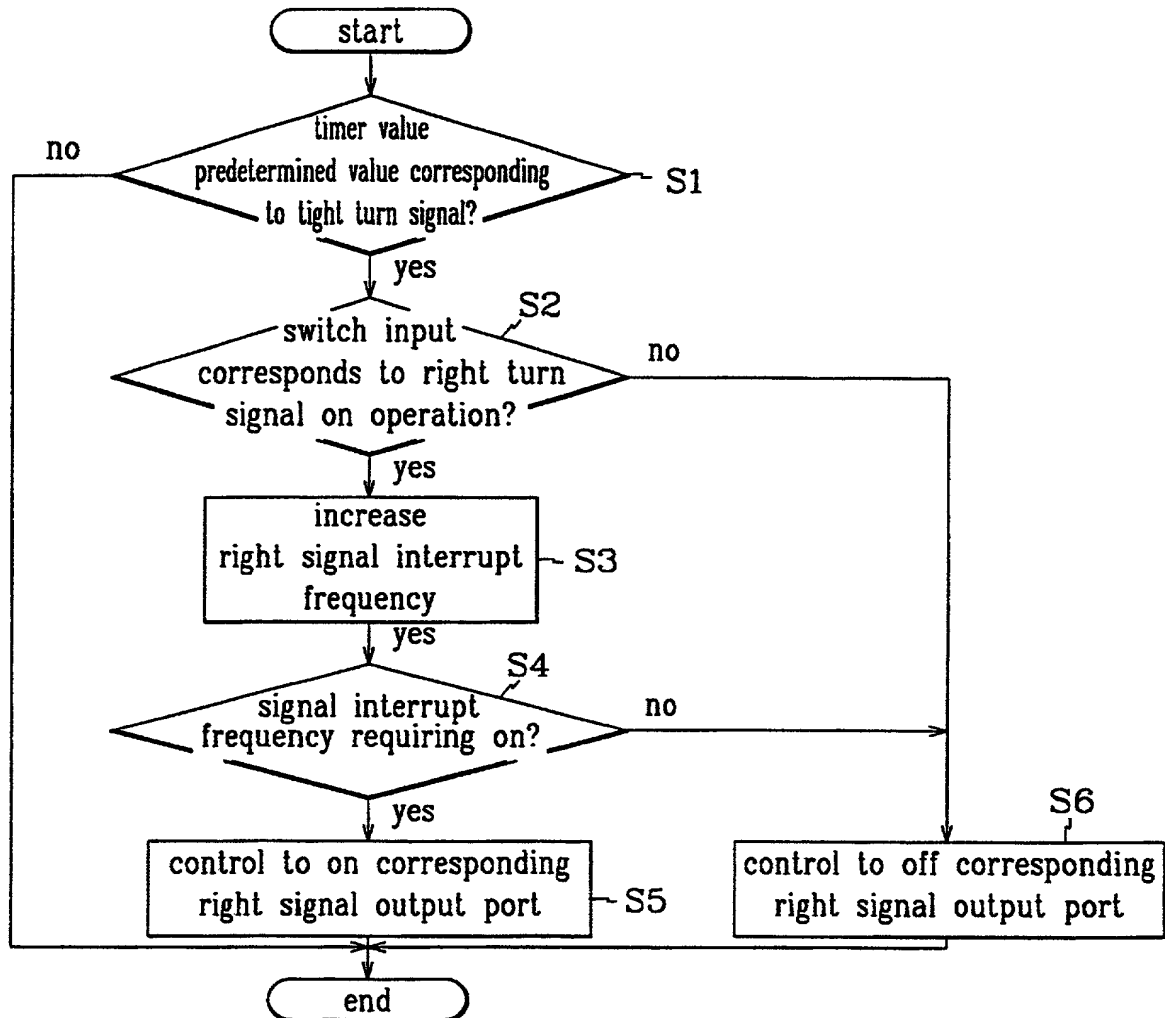 start
timer value
no
predetermined value corresponding
S1
to tight turn signal?
yes
S2
switch input
no
corresponds to right turn
signal on operation?
yes
increase
right signal interrupt
S3
frequency
yes
S4
signal interrupt
no
frequency requiring on?
yes
S6
control to on corresponding
right signal output port
S5
control to off corresponding
right signal output port
end